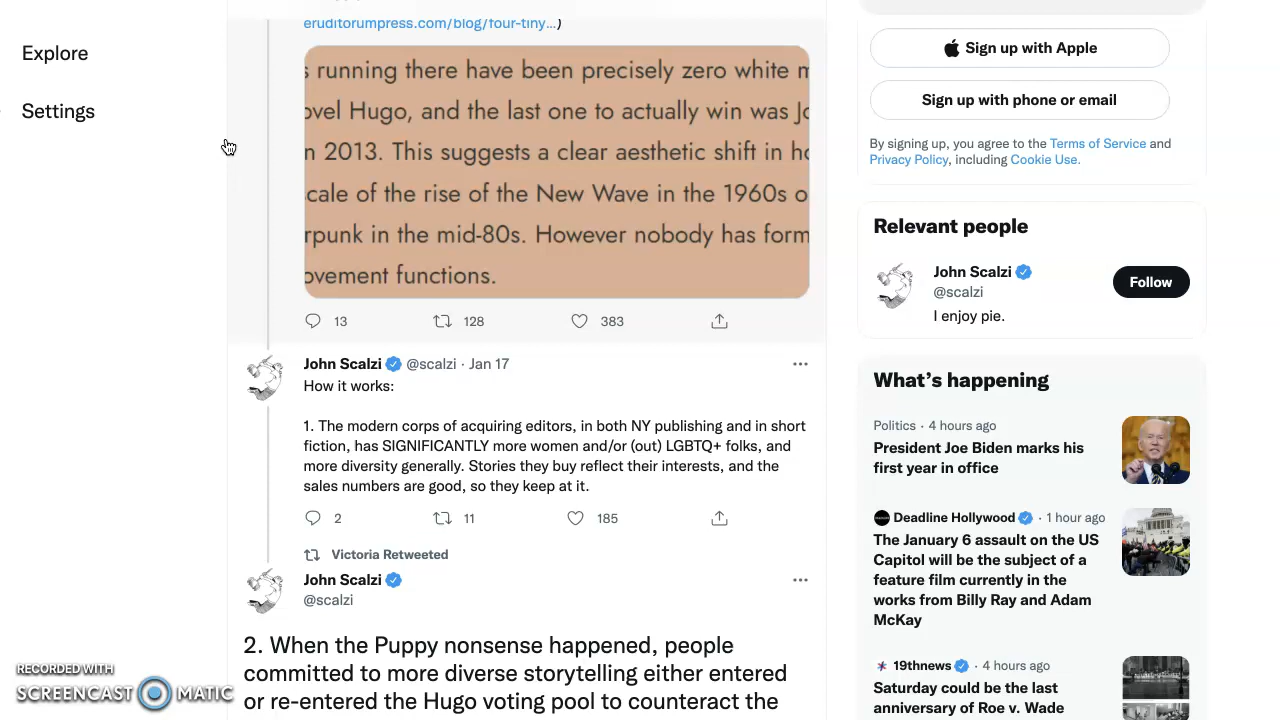 Explore
Settings
eruditorumpress.com/blog/four-tiny…)
s running there have been precisely zero white m
ovel Hugo, and the last one to actually win was Jo
n 2013. This suggests a clear aesthetic shift in ho
cale of the rise of the New Wave in the 1960s o
rpunk in the mid-80s. However nobody has form
ovement functions.
13 128 383
John Scalzi @scalzi · Jan 17
How it works:
1. The modern corps of acquiring editors, in both NY publishing and in short
fiction, has SIGNIFICANTLY more women and/or (out) LGBTQ+ folks, and
more diversity generally. Stories they buy reflect their interests, and the
sales numbers are good, so they keep at it.
2 11 185
Victoria Retweeted
John Scalzi
@scalzi
2. When the Puppy nonsense happened, people
committed to more diverse storytelling either entered
or re-entered the Hugo voting pool to counteract the
Sign up with Apple
Sign up with phone or email
By signing up, you agree to the Terms of Service and
Privacy Policy, including Cookie Use.
Relevant people
John Scalzi
@scalzi
Follow
I enjoy pie.
What's happening
Politics · 4 hours ago
President Joe Biden marks his
first year in office
Deadline Hollywood · 1 hour ago
The January 6 assault on the US
Capitol will be the subject of a
feature film currently in the
works from Billy Ray and Adam
McKay
19thnews · 4 hours ago
Saturday could be the last
anniversary of Roe v. Wade
RECORDED WITH
SCREENCAST MATIC